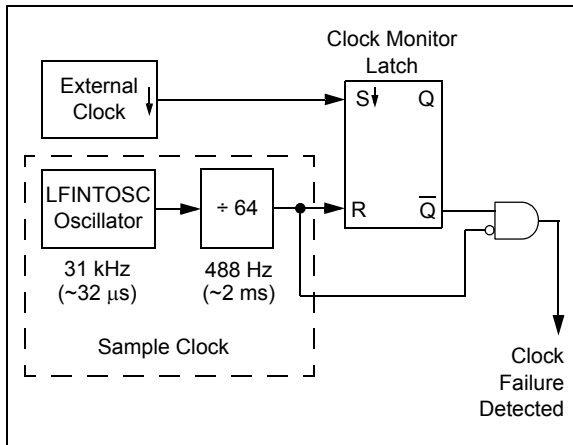 Clock Monitor
Latch
External
Clock
S
Q
LFINTOSC
Oscillator
÷ 64
R
Q̅
31 kHz
(~32 μs)
488 Hz
(~2 ms)
Sample Clock
Clock
Failure
Detected